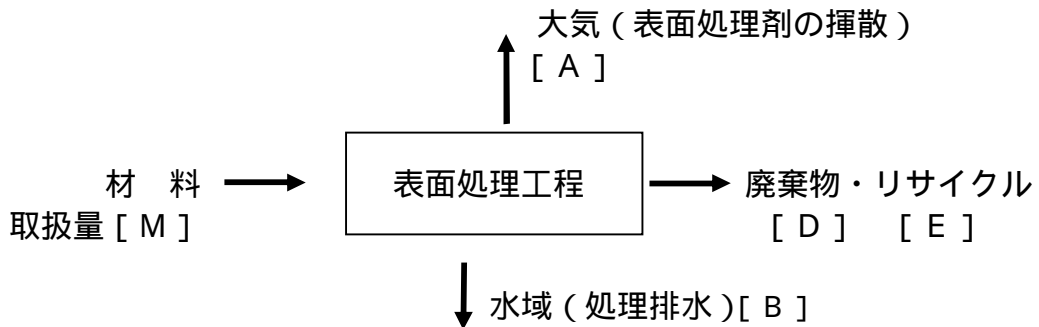 大気（表面処理剤の揮散）
[ A ]
材　料
表面処理工程
廃棄物・リサイクル
取扱量 [ M ]
[ D ]　[ E ]
水域（処理排水）[ B ]